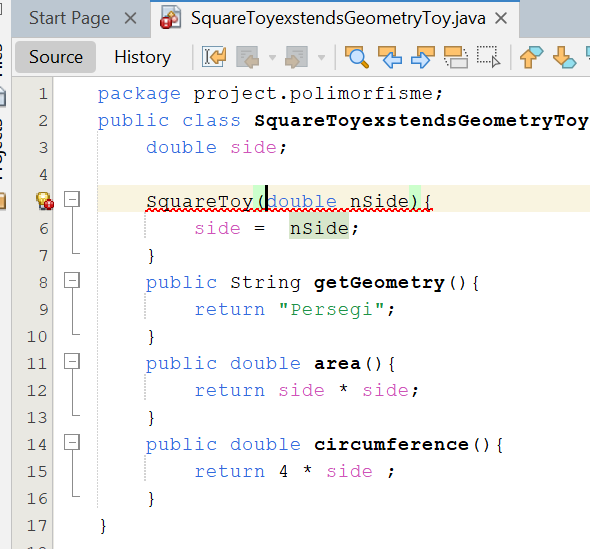 Start Page
SquareToyexstendsGeometryToy.java
Source History
1 package project.polimorfisme;
2 public class SquareToyexstendsGeometryToy
3 double side;
4
SquareToy(double nSide){
6 side = nSide;
7 }
8 public String getGeometry(){
9 return "Persegi";
10 }
11 public double area(){
12 return side * side;
13 }
14 public double circumference(){
15 return 4 * side ;
16 }
17 }